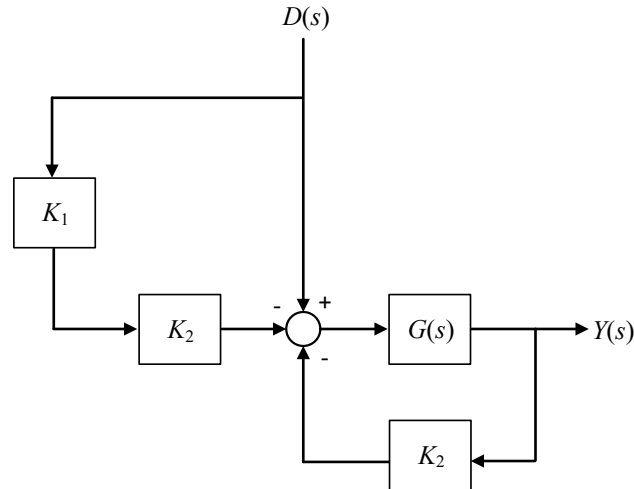 D(s)
K₁
- +
K₂ G(s) Y(s)
-
K₂